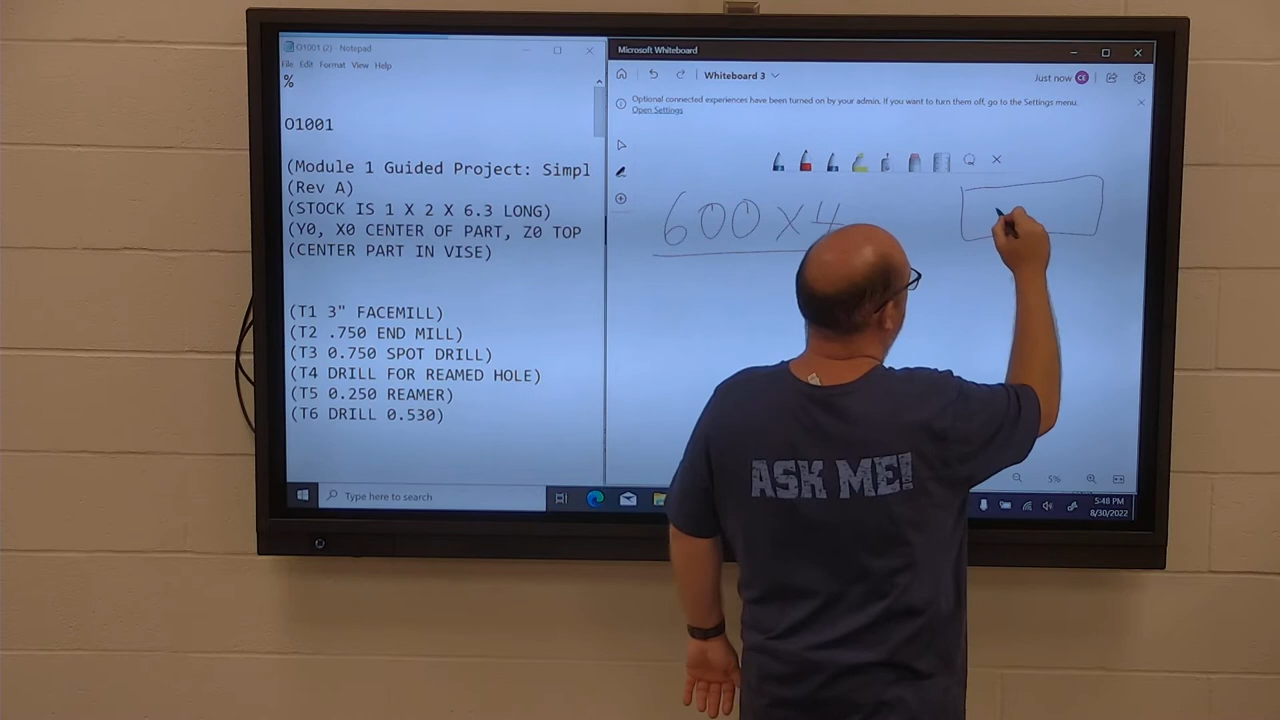 O1001 (2) - Notepad
File Edit Format View Help
%
O1001
(Module 1 Guided Project: Simpl
(Rev A)
(STOCK IS 1 X 2 X 6.3 LONG)
(Y0, X0 CENTER OF PART, Z0 TOP
(CENTER PART IN VISE)
(T1 3" FACEMILL)
(T2 .750 END MILL)
(T3 0.750 SPOT DRILL)
(T4 DRILL FOR REAMED HOLE)
(T5 0.250 REAMER)
(T6 DRILL 0.530)
Type here to search
Microsoft Whiteboard
Whiteboard 3
Just now CE
Optional connected experiences have been turned on by your admin. If you want to turn them off, go to the Settings menu.
Open Settings
600 X 4
5%
5:48 PM
8/30/2022
ASK ME!